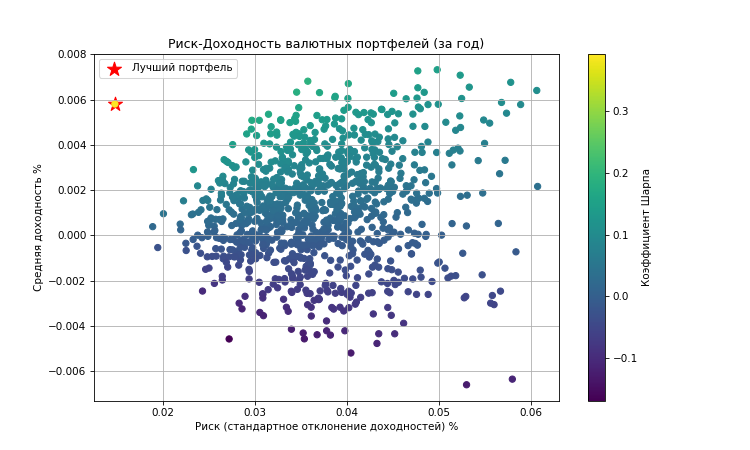 Риск-Доходность валютных портфелей (за год)
Лучший портфель
0.008
0.006
0.004
0.002
0.000
−0.002
−0.004
−0.006
Средняя доходность %
0.02 0.03 0.04 0.05 0.06
Риск (стандартное отклонение доходностей) %
0.3
0.2
0.1
0.0
−0.1
Коэффициент Шарпа